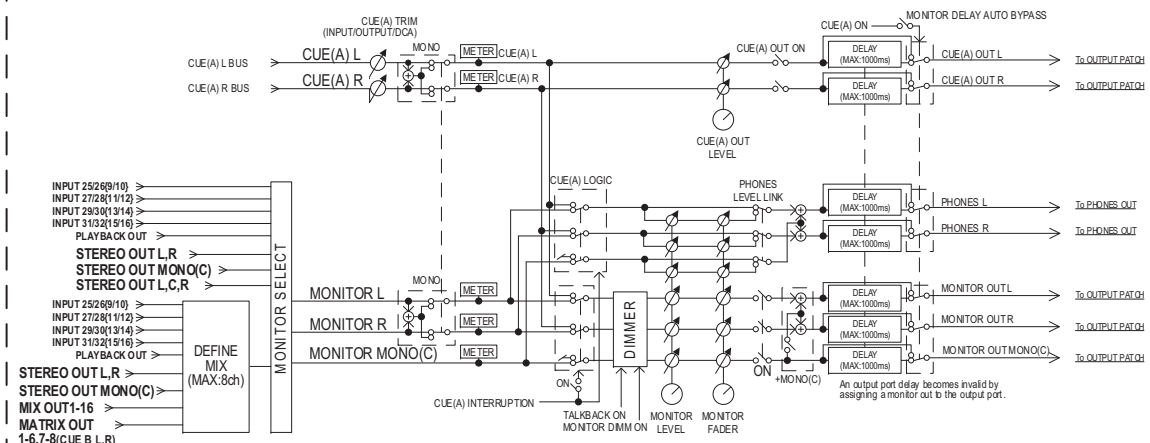 CUE(A) ON
MONITOR DELAY AUTO BYPASS
CUE(A) TRIM
(INPUT/OUTPUT/DCA)
MONO
CUE(A) L BUS
CUE(A) L
METER CUE(A) L
CUE(A) OUT ON
DELAY
(MAX:1000ms)
CUE(A) OUT L
To OUTPUT PATCH
CUE(A) R BUS
CUE(A) R
METER CUE(A) R
DELAY
(MAX:1000ms)
CUE(A) OUT R
To OUTPUT PATCH
CUE(A) OUT
LEVEL
CUE(A) LOGIC
PHONES
LEVEL LINK
DELAY
(MAX:1000ms)
PHONES L
To PHONES OUT
DELAY
(MAX:1000ms)
PHONES R
To PHONES OUT
INPUT 25/26{9/10}
INPUT 27/28{11/12}
INPUT 29/30{13/14}
INPUT 31/32{15/16}
PLAYBACK OUT
STEREO OUT L,R
STEREO OUT MONO(C)
STEREO OUT L,C,R
INPUT 25/26{9/10}
INPUT 27/28{11/12}
INPUT 29/30{13/14}
INPUT 31/32{15/16}
PLAYBACK OUT
STEREO OUT L,R
STEREO OUT MONO(C)
MIX OUT1-16
MATRIX OUT
1-6,7-8(CUE B L,R)
DEFINE
MIX
(MAX:8ch)
MONITOR SELECT
MONO
MONITOR L
METER
MONITOR R
METER
MONITOR MONO(C)
METER
DIMMER
ON
CUE(A) INTERRUPTION
TALKBACK ON
MONITOR DIMM ON
MONITOR
LEVEL
MONITOR
FADER
ON
+MONO(C)
DELAY
(MAX:1000ms)
MONITOR OUT L
To OUTPUT PATCH
DELAY
(MAX:1000ms)
MONITOR OUT R
To OUTPUT PATCH
DELAY
(MAX:1000ms)
MONITOR OUT MONO(C)
To OUTPUT PATCH
An output port delay becomes invalid by
assigning a monitor out to the output port.